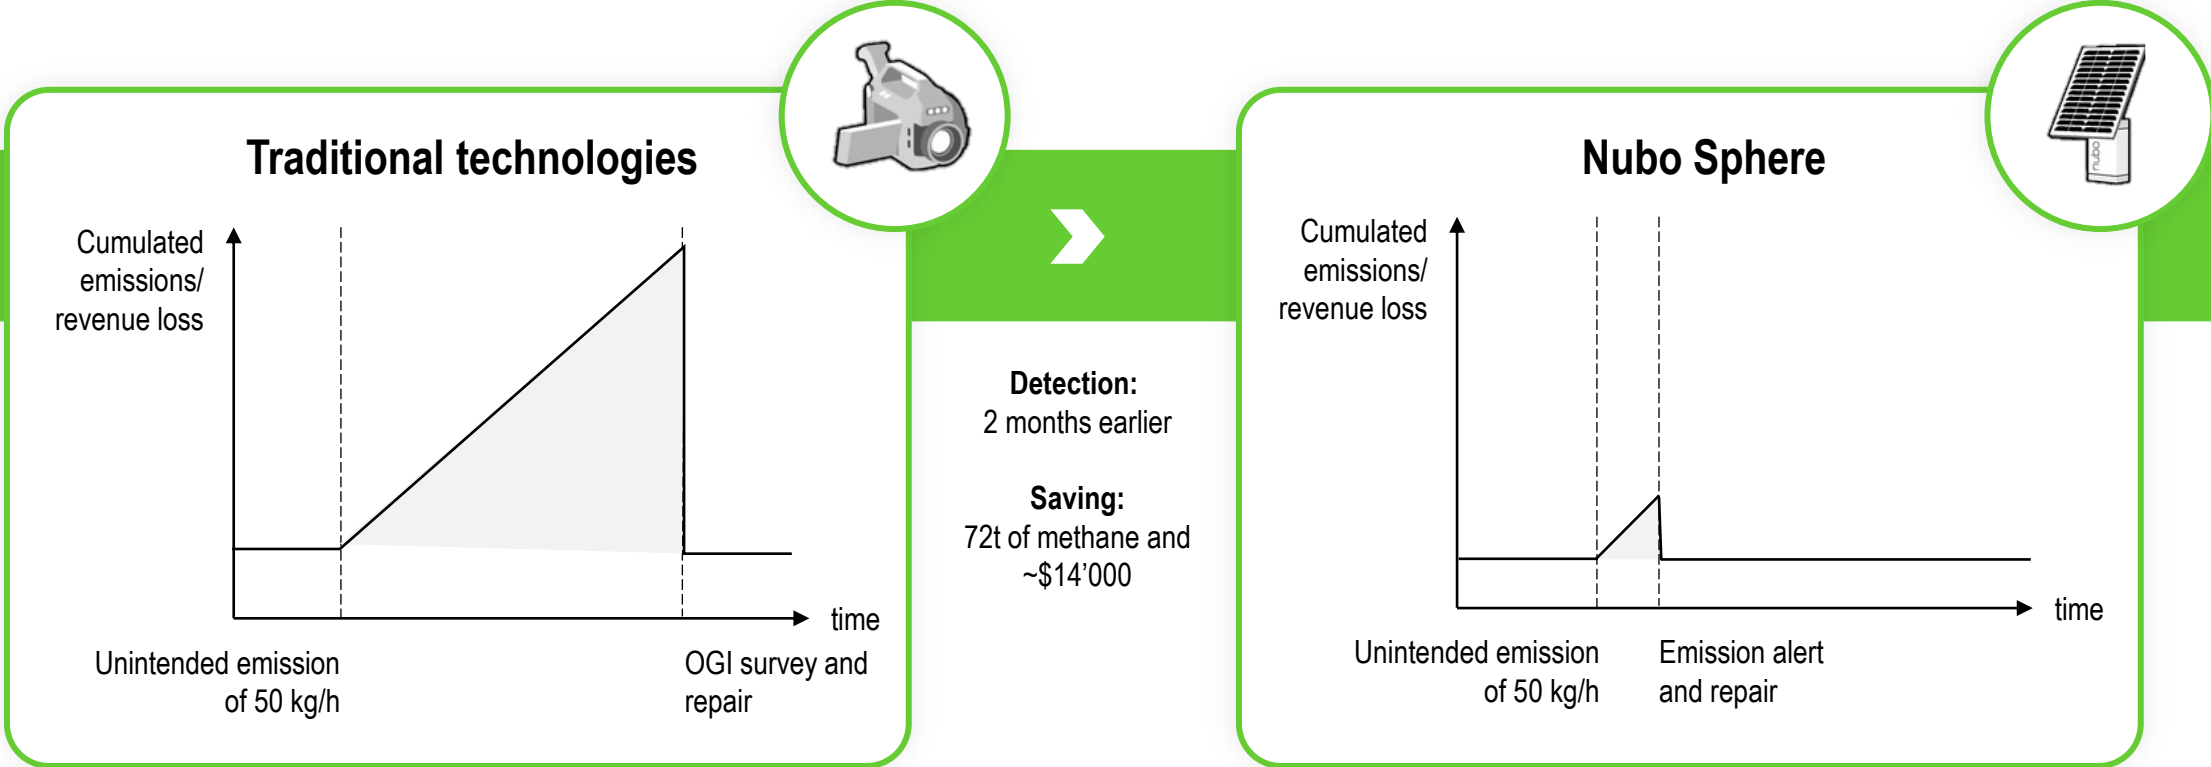 Traditional technologies
Cumulated
emissions/
revenue loss
time
Unintended emission
of 50 kg/h
OGI survey and
repair
Detection:
2 months earlier
Saving:
72t of methane and
~$14’000
Nubo Sphere
nubo
Cumulated
emissions/
revenue loss
time
Unintended emission
of 50 kg/h
Emission alert
and repair